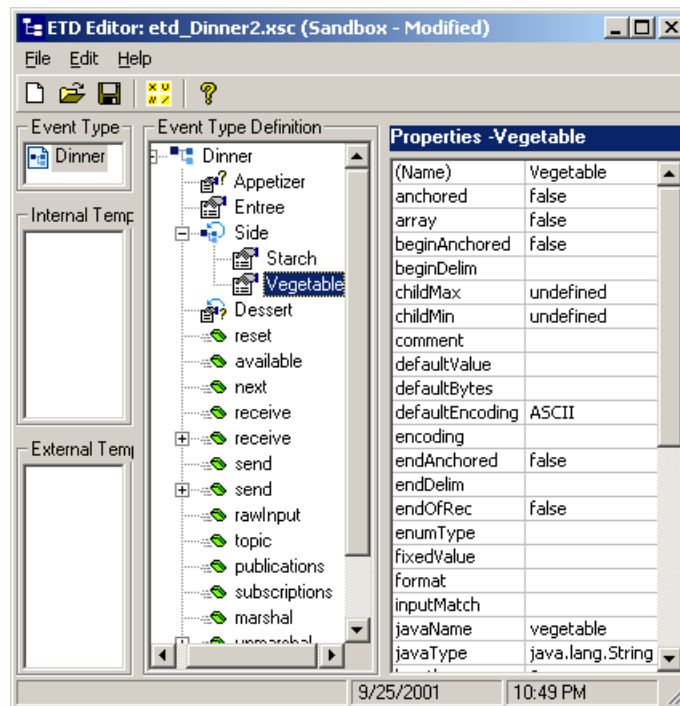 ETD Editor: etd_Dinner2.xsc (Sandbox - Modified)
File Edit Help
Event Type
Dinner
Internal Temp
External Tem
Event Type Definition
Dinner
Appetizer
Entree
Side
Starch
Vegetable
Dessert
reset
available
next
receive
receive
send
send
rawInput
topic
publications
subscriptions
marshal
unmarshal
Properties -Vegetable
(Name) Vegetable
anchored false
array false
beginAnchored false
beginDelim
childMax undefined
childMin undefined
comment
defaultValue
defaultBytes
defaultEncoding ASCII
encoding
endAnchored false
endDelim
endOfRec false
enumType
fixedValue
format
inputMatch
javaName vegetable
javaType java.lang.String
9/25/2001 10:49 PM